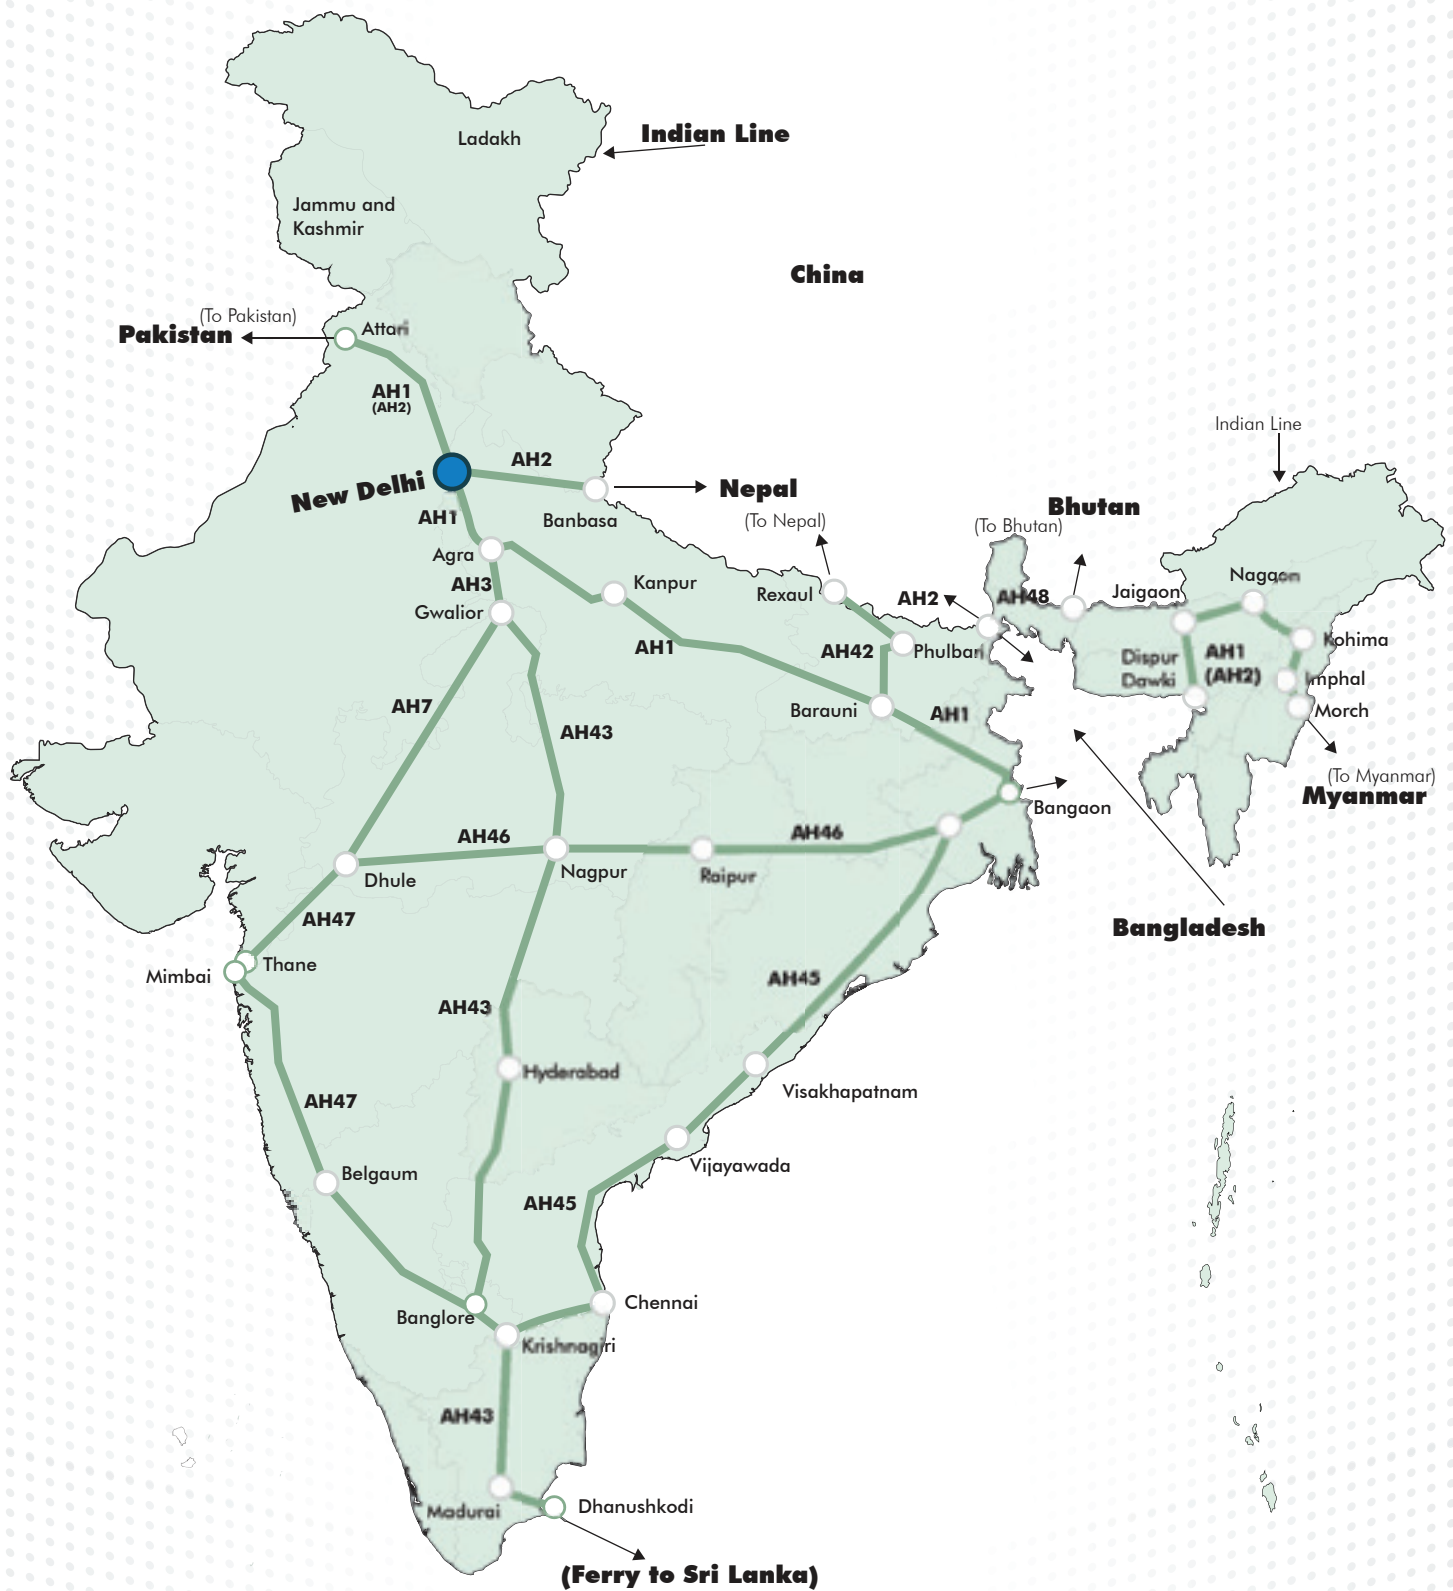 Ladakh
Indian Line
Jammu and
Kashmir
China
(To Pakistan)
Pakistan
Attari
AH1
(AH2)
Indian Line
New Delhi
AH2
Nepal
Banbasa
(To Nepal)
AH1
Bhutan
(To Bhutan)
Agra
AH3
Kanpur
Gwalior
Rexaul
AH2
AH48
Jaigaon
Nagaon
AH1
AH42
Phulbari
Kohima
Dispur
Dawki
AH1
(AH2)
Imphal
Morch
AH7
AH43
Barauni
AH1
(To Myanmar)
Myanmar
Bangaon
AH46
AH46
Dhule
Nagpur
Raipur
AH47
Bangladesh
Thane
Mimbai
AH43
AH45
Hyderabad
Visakhapatnam
AH47
Belgaum
Vijayawada
AH45
Banglore
Chennai
Krishnagiri
AH43
Madurai
Dhanushkodi
(Ferry to Sri Lanka)